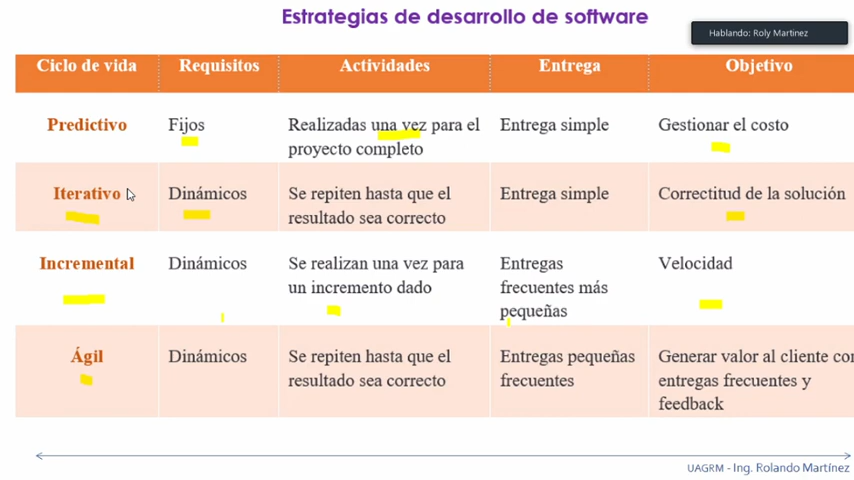 Estrategias de desarrollo de software
Hablando: Roly Martinez
Ciclo de vida Requisitos Actividades Entrega Objetivo
Predictivo Fijos Realizadas una vez para el Entrega simple Gestionar el costo
proyecto completo
Iterativo Dinámicos Se repiten hasta que el Entrega simple Correctitud de la solución
resultado sea correcto
Incremental Dinámicos Se realizan una vez para Entregas Velocidad
un incremento dado frecuentes más
pequeñas
Ágil Dinámicos Se repiten hasta que el Entregas pequeñas Generar valor al cliente con
resultado sea correcto frecuentes entregas frecuentes y
feedback
UAGRM - Ing. Rolando Martínez